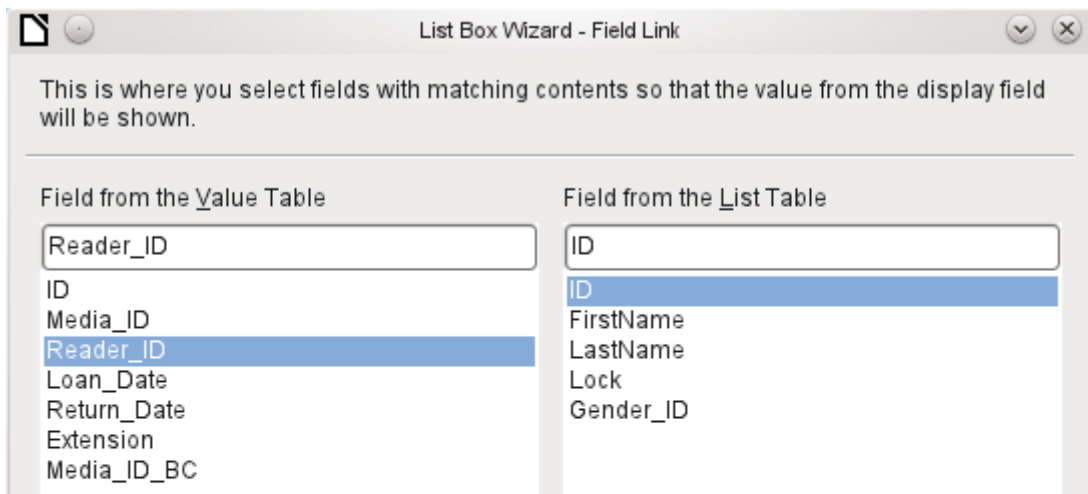 List Box Wizard - Field Link
This is where you select fields with matching contents so that the value from the display field
will be shown.
Field from the Value Table
Field from the List Table
Reader_ID
ID
ID
Media_ID
Reader_ID
Loan_Date
Return_Date
Extension
Media_ID_BC
ID
FirstName
LastName
Lock
Gender_ID